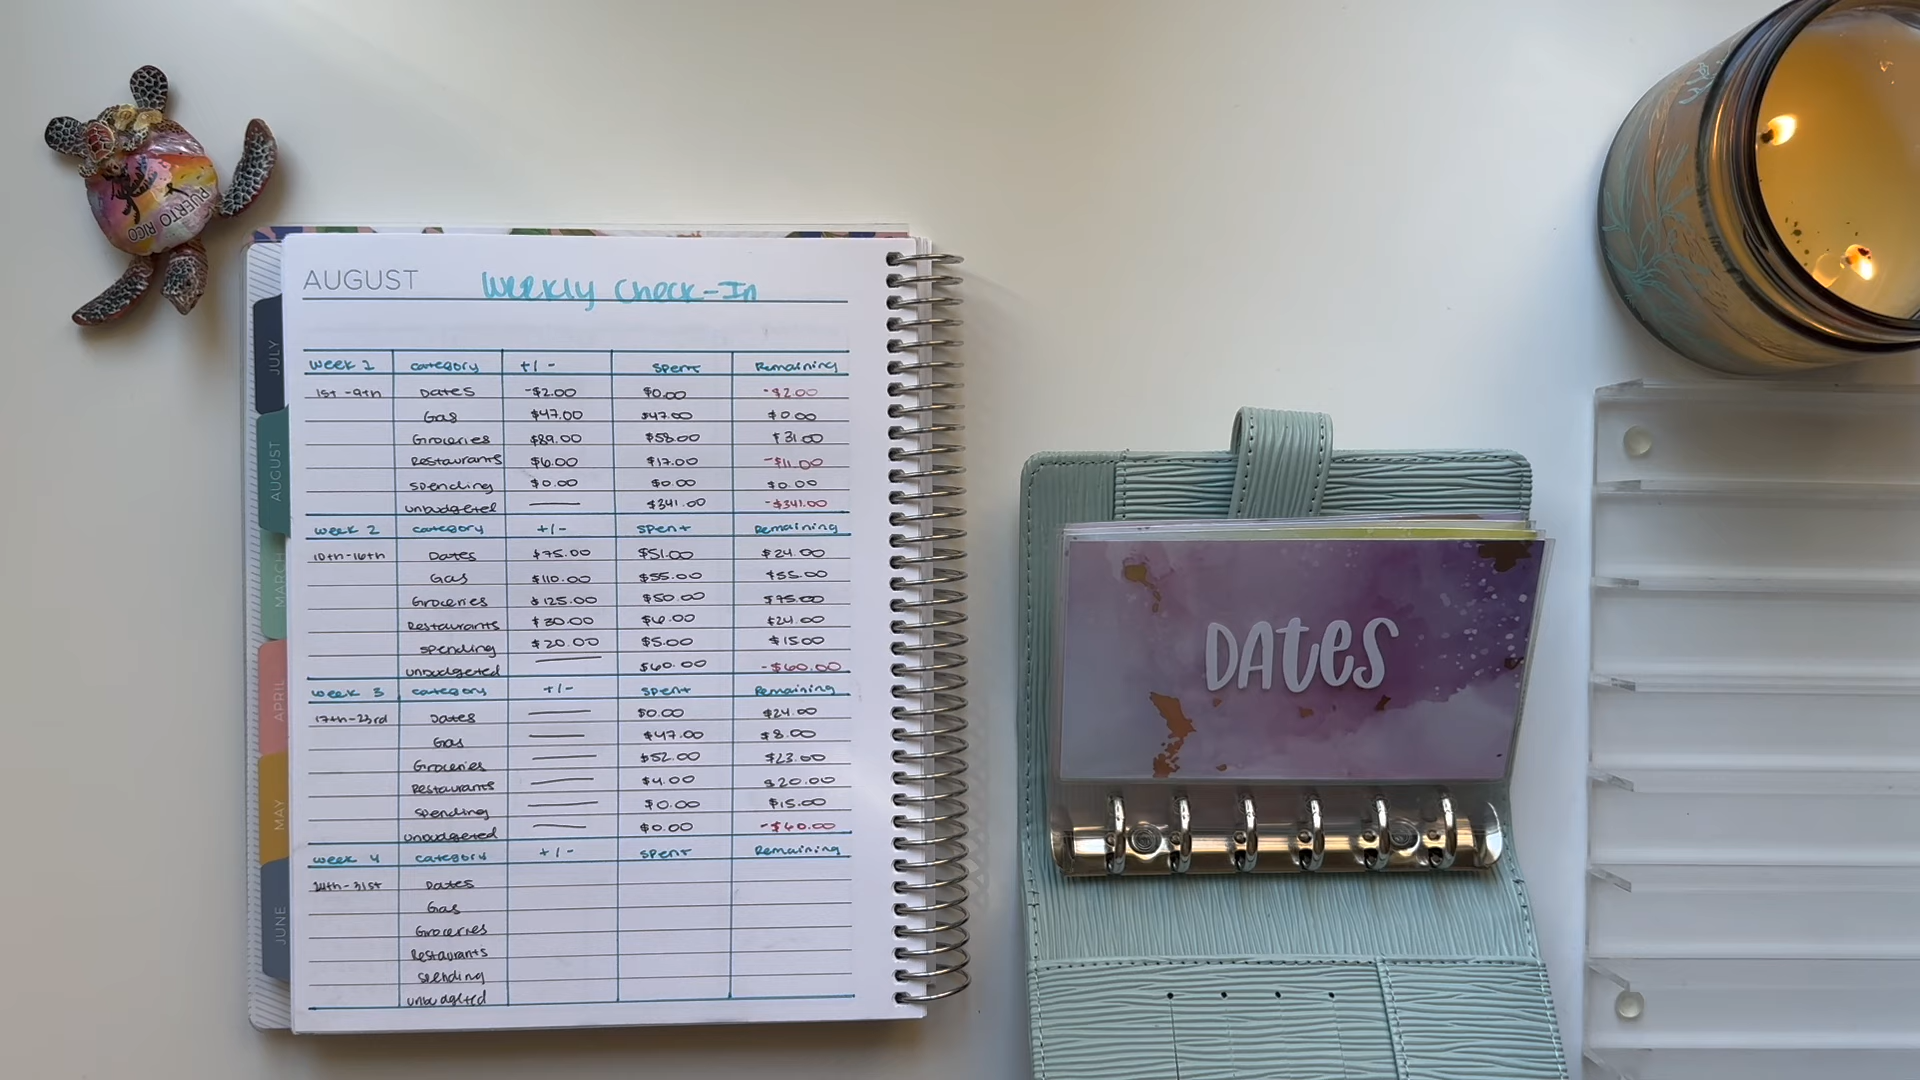 PUERTO RICO
AUGUST Weekly Check-In
Week 1 category +/- spent Remaining
1st-9th Dates -$2.00 $0.00 -$2.00
Gas $47.00 $47.00 $0.00
Groceries $89.00 $58.00 $31.00
Restaurants $6.00 $17.00 -$11.00
spending $0.00 $0.00 $0.00
unbudgeted — $341.00 -$341.00
Week 2 category +/- spent Remaining
10th-16th Dates $75.00 $51.00 $24.00
Gas $110.00 $55.00 $55.00
Groceries $125.00 $50.00 $75.00
Restaurants $30.00 $6.00 $24.00
spending $20.00 $5.00 $15.00
unbudgeted — $60.00 -$60.00
Week 3 category +/- spent Remaining
17th-23rd Dates — $0.00 $24.00
Gas — $47.00 $8.00
Groceries — $52.00 $23.00
Restaurants — $4.00 $20.00
spending — $0.00 $15.00
unbudgeted — $0.00 -$60.00
Week 4 category +/- spent Remaining
24th-31st Dates
Gas
Groceries
Restaurants
spending
unbudgeted
JULY
AUGUST
MARCH
APRIL
MAY
JUNE
DATES